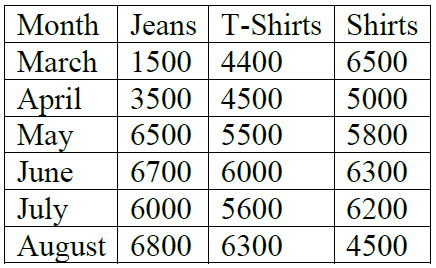 Month Jeans T-Shirts Shirts
March 1500 4400 6500
April 3500 4500 5000
May 6500 5500 5800
June 6700 6000 6300
July 6000 5600 6200
August 6800 6300 4500